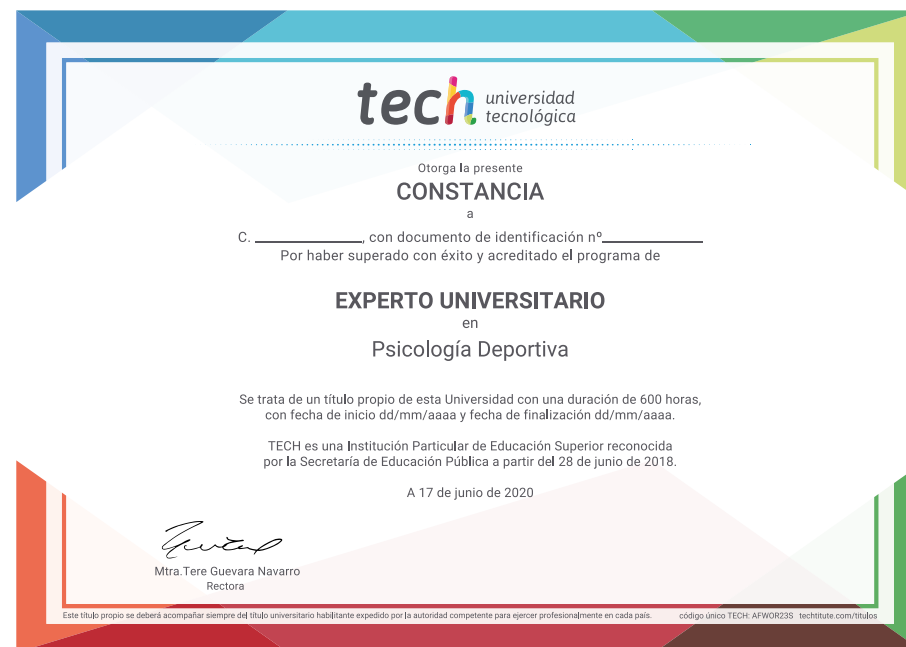 tech universidad
tecnológica
Otorga la presente
CONSTANCIA
a
C. ____________, con documento de identificación nº____________
Por haber superado con éxito y acreditado el programa de
EXPERTO UNIVERSITARIO
en
Psicología Deportiva
Se trata de un título propio de esta Universidad con una duración de 600 horas,
con fecha de inicio dd/mm/aaaa y fecha de finalización dd/mm/aaaa.
TECH es una Institución Particular de Educación Superior reconocida
por la Secretaría de Educación Pública a partir del 28 de junio de 2018.
A 17 de junio de 2020
Mtra.Tere Guevara Navarro
Rectora
Este título propio se deberá acompañar siempre del título universitario habilitante expedido por la autoridad competente para ejercer profesionalmente en cada país. código único TECH: AFWOR23S techtitute.com/titulos